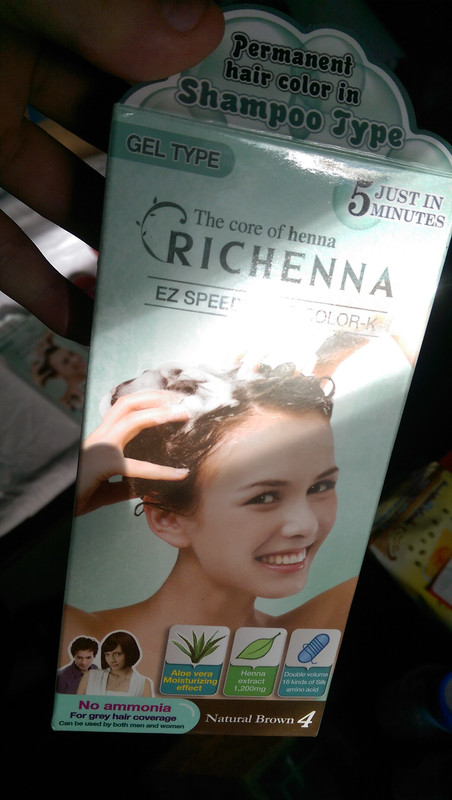 Permanent
hair color in
Shampoo Type
GEL TYPE
5 JUST IN
MINUTES
The core of henna
RICHENNA
EZ SPEED COLOR-K
Aloe vera
Moisturizing
effect
Henna
extract
1,200mg
Double volume
16 kinds of Silk
amino acid
No ammonia
For grey hair coverage
Can be used by both men and women
Natural Brown 4